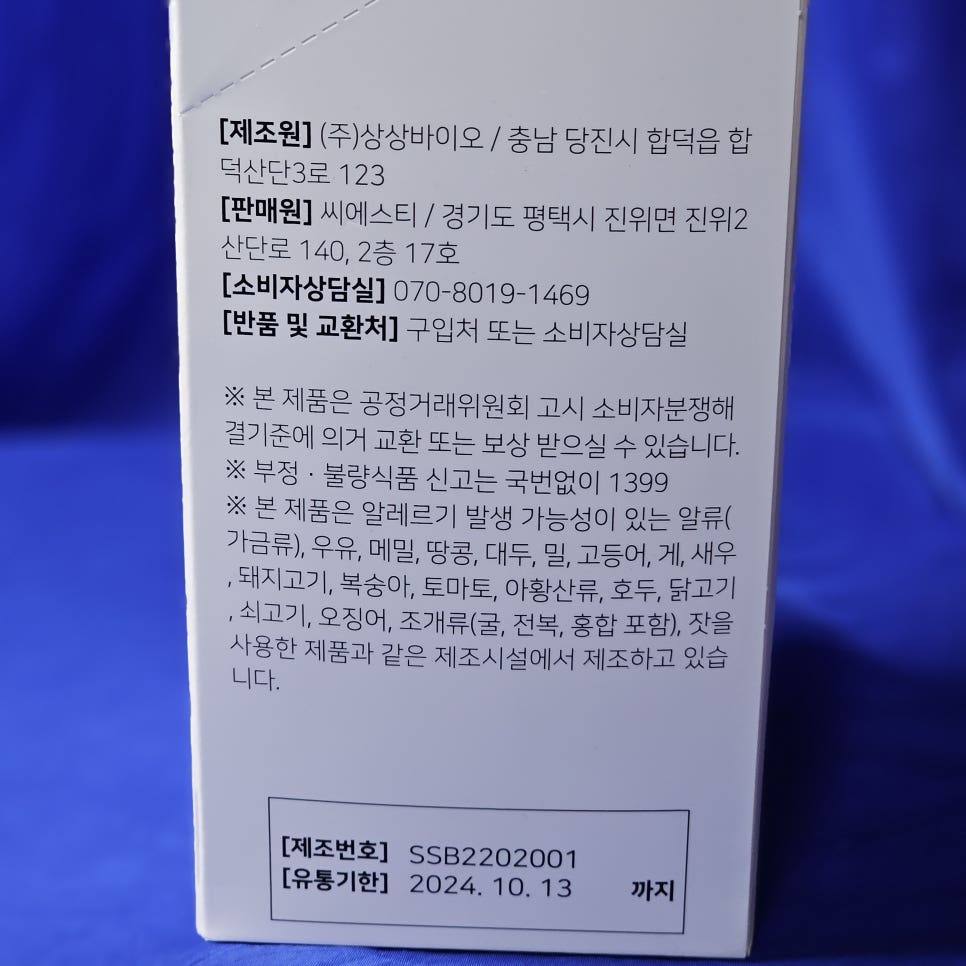 [제조원] (주)상상바이오 / 충남 당진시 합덕읍 합
덕산단3로 123
[판매원] 씨에스티 / 경기도 평택시 진위면 진위2
산단로 140, 2층 17호
[소비자상담실] 070-8019-1469
[반품 및 교환처] 구입처 또는 소비자상담실
※ 본 제품은 공정거래위원회 고시 소비자분쟁해
결기준에 의거 교환 또는 보상 받으실 수 있습니다.
※ 부정 · 불량식품 신고는 국번없이 1399
※ 본 제품은 알레르기 발생 가능성이 있는 알류(
가금류), 우유, 메밀, 땅콩, 대두, 밀, 고등어, 게, 새우
, 돼지고기, 복숭아, 토마토, 아황산류, 호두, 닭고기
, 쇠고기, 오징어, 조개류(굴, 전복, 홍합 포함), 잣을
사용한 제품과 같은 제조시설에서 제조하고 있습
니다.
[제조번호] SSB2202001
[유통기한] 2024. 10. 13 까지